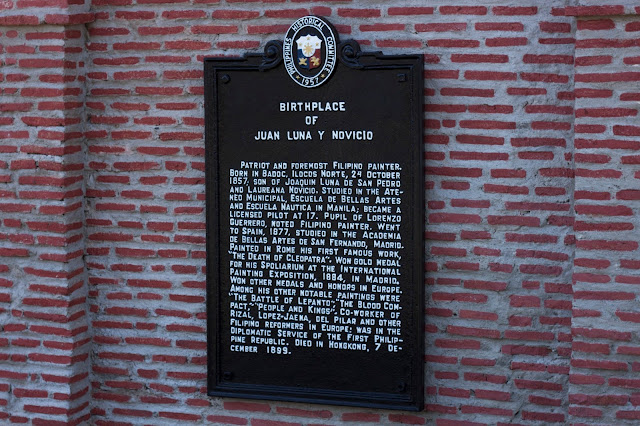 PHILIPPINES HISTORICAL COMMITTEE
1957
BIRTHPLACE
OF
JUAN LUNA Y NOVICIO
PATRIOT AND FOREMOST FILIPINO PAINTER.
BORN IN BADOC, ILOCOS NORTE, 24 OCTOBER
1857; SON OF JOAQUIN LUNA DE SAN PEDRO
AND LAUREANA NOVICIO. STUDIED IN THE ATE-
NEO MUNICIPAL, ESCUELA DE BELLAS ARTES
AND ESCUELA NAUTICA IN MANILA; BECAME A
LICENSED PILOT AT 17. PUPIL OF LORENZO
GUERRERO, NOTED FILIPINO PAINTER. WENT
TO SPAIN, 1877, STUDIED IN THE ACADEMIA
DE BELLAS ARTES DE SAN FERNANDO, MADRID.
PAINTED IN ROME HIS FIRST FAMOUS WORK,
"THE DEATH OF CLEOPATRA". WON GOLD MEDAL
FOR HIS SPOLIARIUM AT THE INTERNATIONAL
PAINTING EXPOSITION, 1884, IN MADRID.
WON OTHER MEDALS AND HONORS IN EUROPE.
AMONG HIS OTHER NOTABLE PAINTINGS WERE
"THE BATTLE OF LEPANTO", "THE BLOOD COM-
PACT," "PEOPLE AND KINGS". CO-WORKER OF
RIZAL, LOPEZ-JAENA, DEL PILAR AND OTHER
FILIPINO REFORMERS IN EUROPE; WAS IN THE
DIPLOMATIC SERVICE OF THE FIRST PHILIP-
PINE REPUBLIC. DIED IN HONGKONG, 7 DE-
CEMBER 1899.